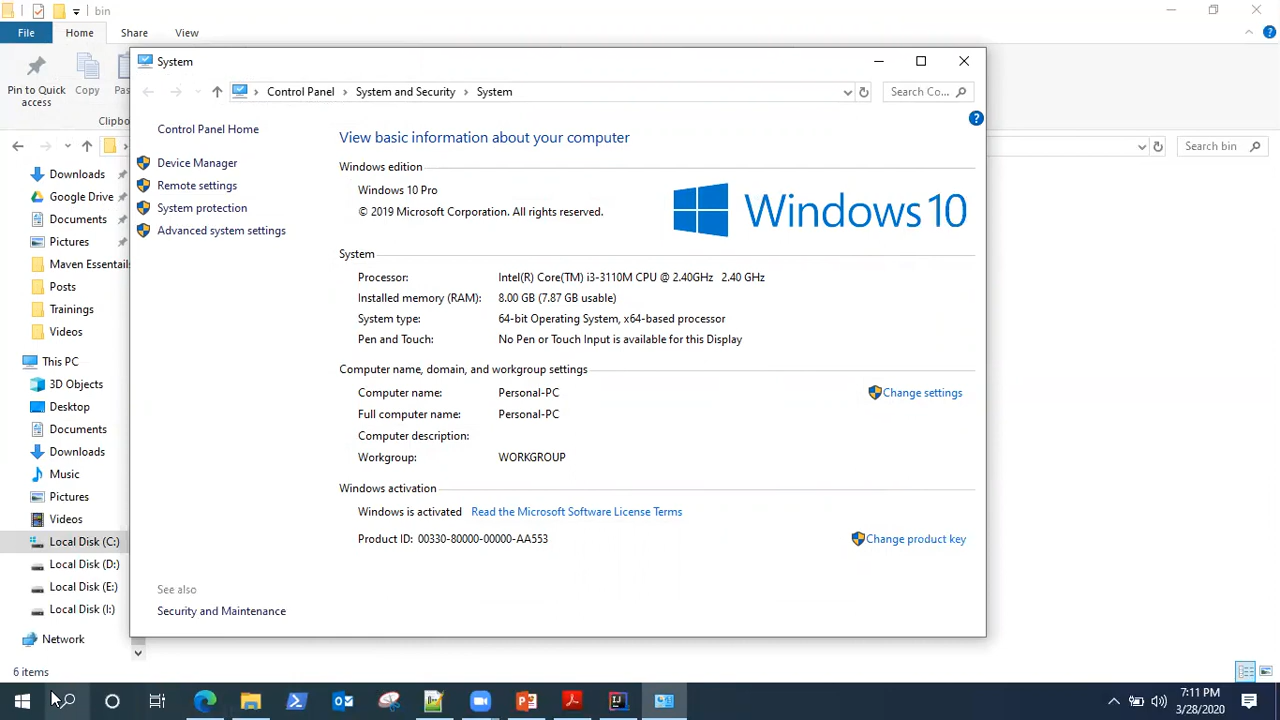 bin
File Home Share View
System
Pin to Quick access
Copy
Pas
Clipbo
Control Panel > System and Security > System
Search Co...
Search bin
Downloads
Google Drive
Documents
Pictures
Maven Essentials
Posts
Trainings
Videos
This PC
3D Objects
Desktop
Documents
Downloads
Music
Pictures
Videos
Local Disk (C:)
Local Disk (D:)
Local Disk (E:)
Local Disk (I:)
Network
6 items
Control Panel Home
Device Manager
Remote settings
System protection
Advanced system settings
See also
Security and Maintenance
View basic information about your computer
Windows edition
Windows 10 Pro
© 2019 Microsoft Corporation. All rights reserved.
Windows 10
System
Processor: Intel(R) Core(TM) i3-3110M CPU @ 2.40GHz 2.40 GHz
Installed memory (RAM): 8.00 GB (7.87 GB usable)
System type: 64-bit Operating System, x64-based processor
Pen and Touch: No Pen or Touch Input is available for this Display
Computer name, domain, and workgroup settings
Computer name: Personal-PC
Change settings
Full computer name: Personal-PC
Computer description:
Workgroup: WORKGROUP
Windows activation
Windows is activated Read the Microsoft Software License Terms
Product ID: 00330-80000-00000-AA553
Change product key
7:11 PM
3/28/2020